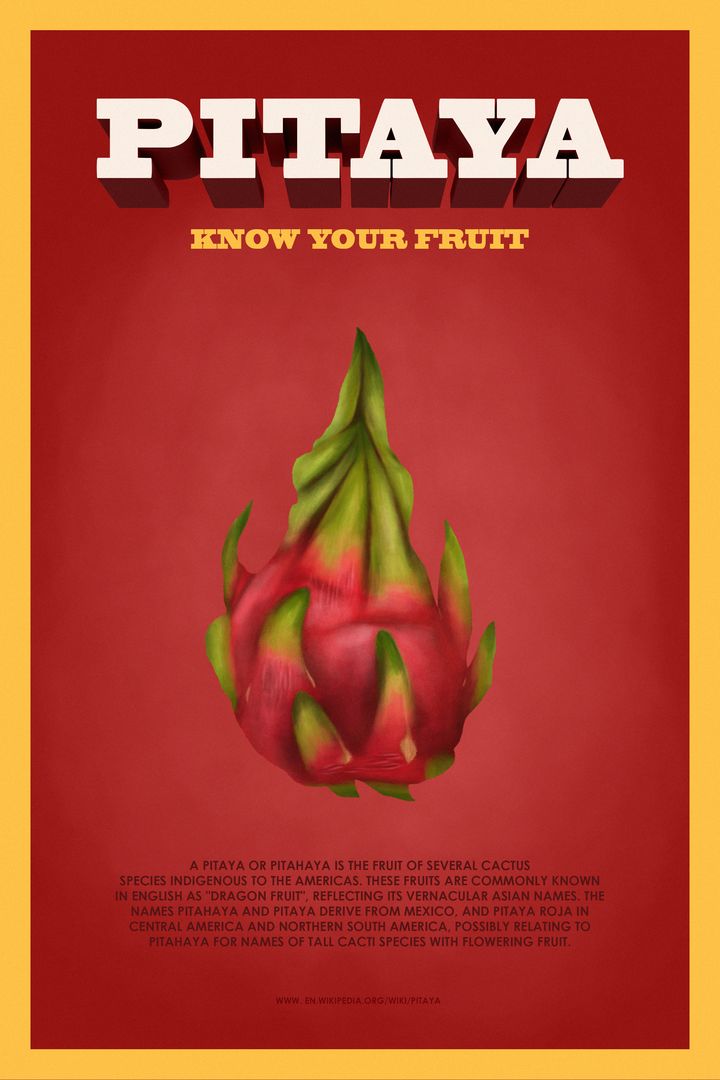 PITAYA
KNOW YOUR FRUIT
A PITAYA OR PITAHAYA IS THE FRUIT OF SEVERAL CACTUS
SPECIES INDIGENOUS TO THE AMERICAS. THESE FRUITS ARE COMMONLY KNOWN
IN ENGLISH AS "DRAGON FRUIT", REFLECTING ITS VERNACULAR ASIAN NAMES. THE
NAMES PITAHAYA AND PITAYA DERIVE FROM MEXICO, AND PITAYA ROJA IN
CENTRAL AMERICA AND NORTHERN SOUTH AMERICA, POSSIBLY RELATING TO
PITAHAYA FOR NAMES OF TALL CACTI SPECIES WITH FLOWERING FRUIT.
WWW. EN.WIKIPEDIA.ORG/WIKI/PITAYA